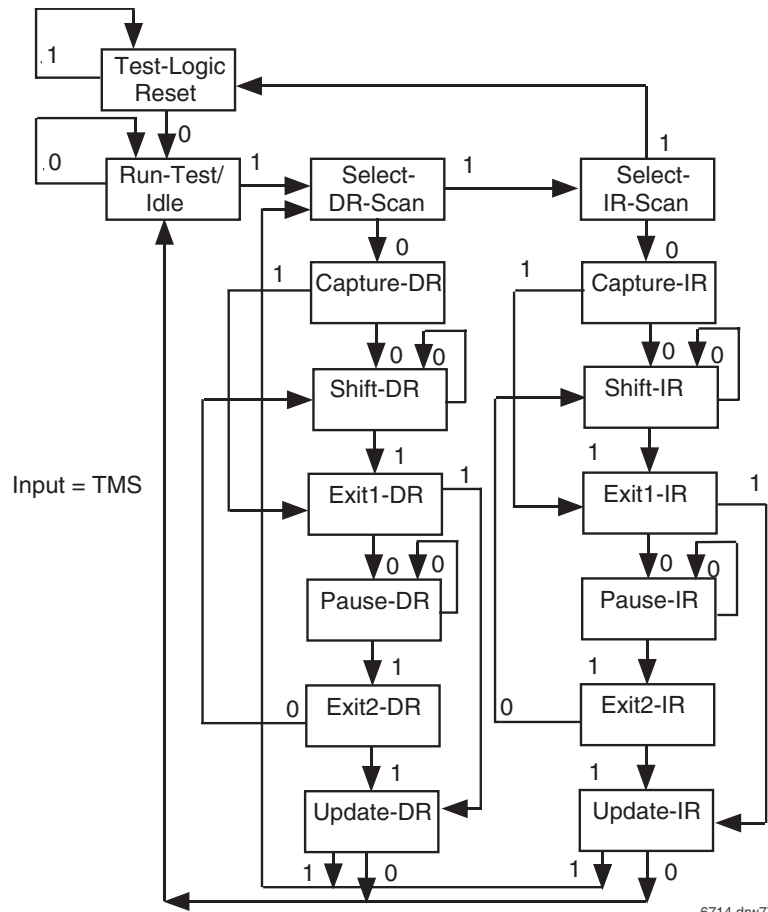 .1
Test-Logic
Reset
0
1
.0
Run-Test/
Idle
1
Select-
DR-Scan
1
Select-
IR-Scan
0
0
1
Capture-DR
1
Capture-IR
0
0
0
0
Shift-DR
Shift-IR
1
1
Input = TMS
Exit1-DR
1
Exit1-IR
1
0
0
0
0
Pause-DR
Pause-IR
1
1
0
Exit2-DR
0
Exit2-IR
1
1
Update-DR
Update-IR
1
0
1
0